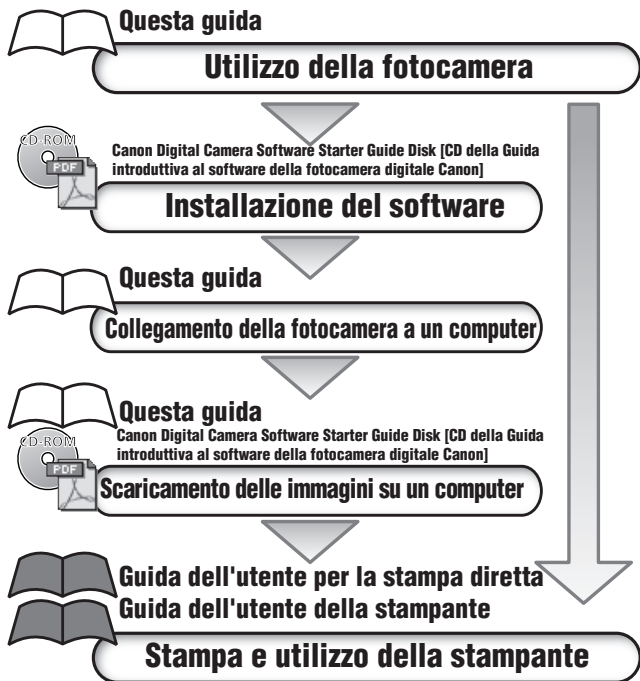 Questa guida
Utilizzo della fotocamera
CD-ROM
PDF
Canon Digital Camera Software Starter Guide Disk [CD della Guida
introduttiva al software della fotocamera digitale Canon]
Installazione del software
Questa guida
Collegamento della fotocamera a un computer
Questa guida
CD-ROM
PDF
Canon Digital Camera Software Starter Guide Disk [CD della Guida
introduttiva al software della fotocamera digitale Canon]
Scaricamento delle immagini su un computer
Guida dell'utente per la stampa diretta
Guida dell'utente della stampante
Stampa e utilizzo della stampante